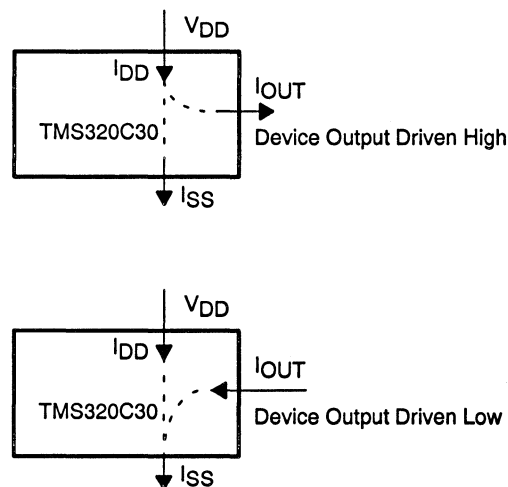 VDD
IDD
IOUT
TMS320C30
Device Output Driven High
ISS
VDD
IDD
IOUT
TMS320C30
Device Output Driven Low
ISS